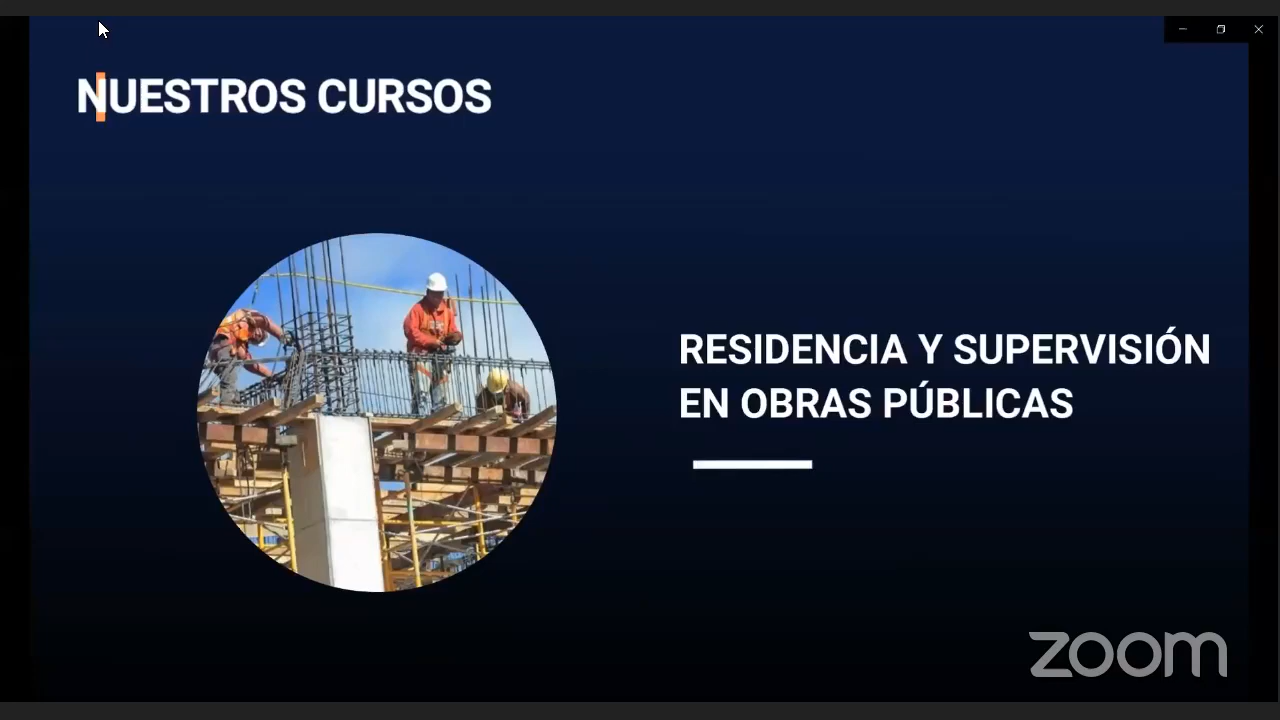 NUESTROS CURSOS
RESIDENCIA Y SUPERVISIÓN
EN OBRAS PÚBLICAS
zoom